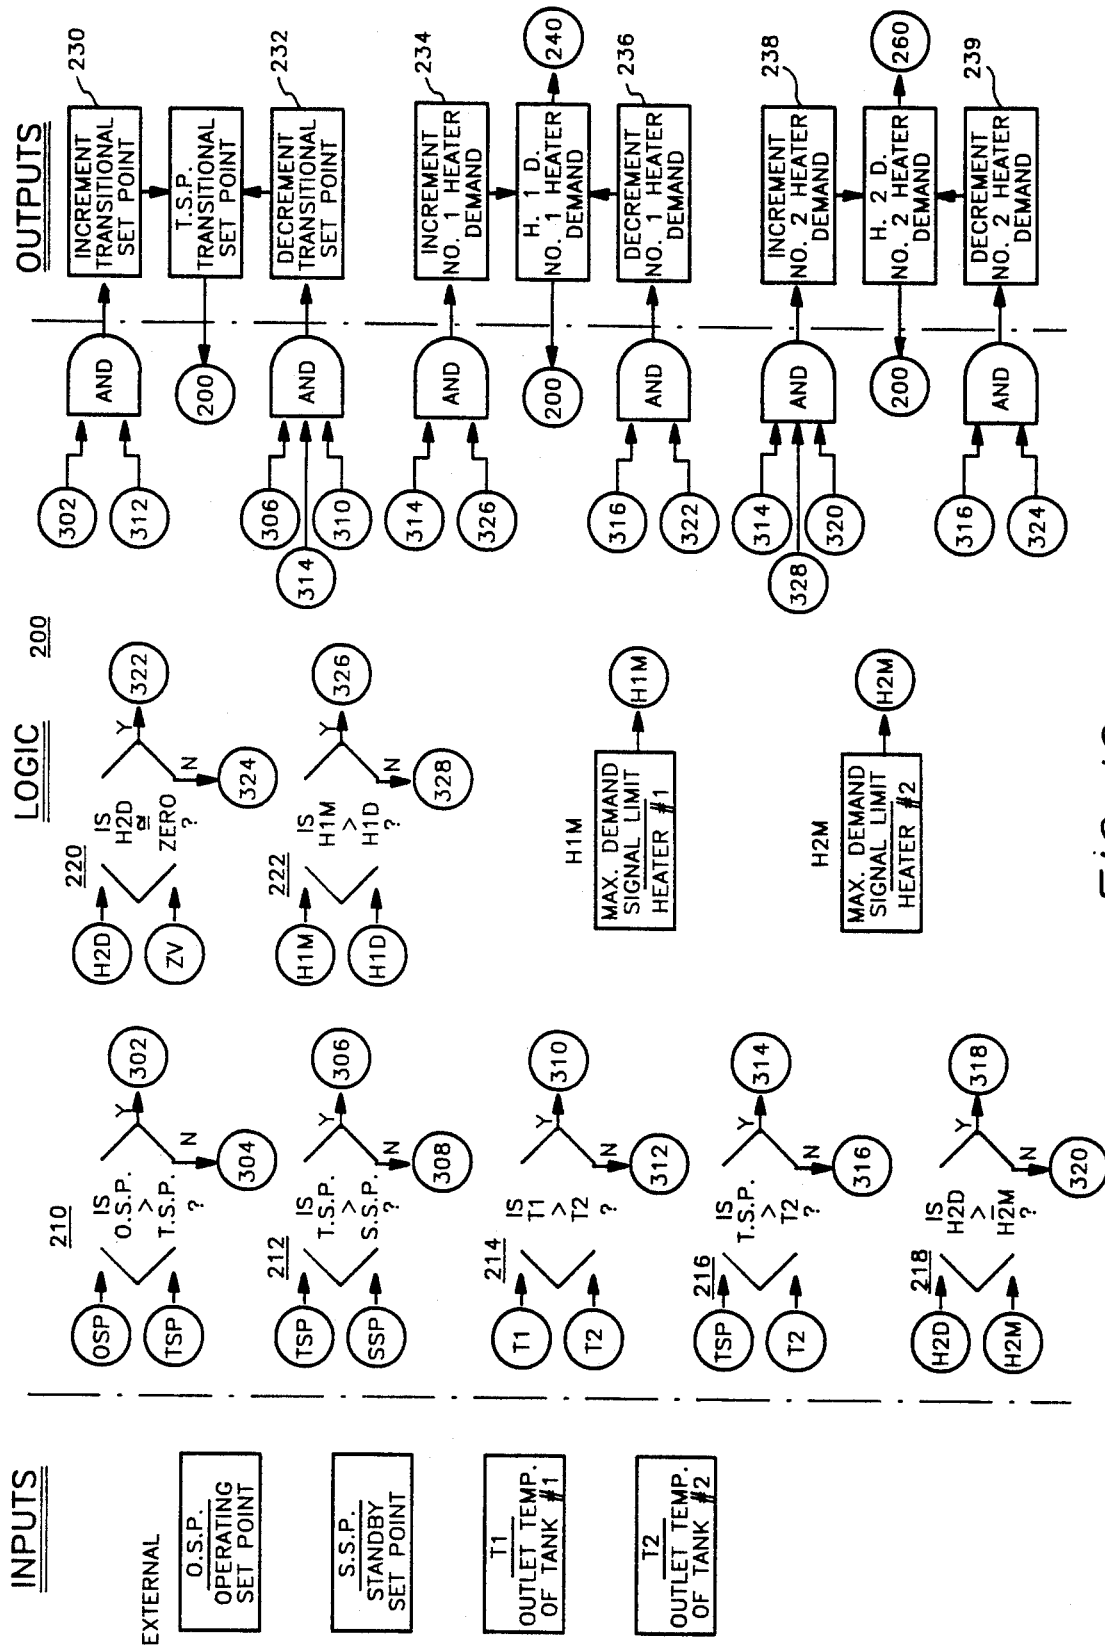 INPUTS
EXTERNAL
O.S.P.
OPERATING
SET POINT
S.S.P.
STANDBY
SET POINT
T1
OUTLET TEMP.
OF TANK #1
T2
OUTLET TEMP.
OF TANK #2
LOGIC
200
210
OSP
TSP
IS
O.S.P.
>
T.S.P.
?
Y
302
N
304
212
TSP
SSP
IS
T.S.P.
>
S.S.P.
?
Y
306
N
308
214
T1
T2
IS
T1
>
T2
?
Y
310
N
312
216
TSP
T2
IS
T.S.P.
>
T2
?
Y
314
N
316
218
H2D
H2M
IS
H2D
>
H2M
?
Y
318
N
320
220
H2D
ZV
IS
H2D
≅
ZERO
?
Y
322
N
324
222
H1M
H1D
IS
H1M
>
H1D
?
Y
326
N
328
H1M
MAX. DEMAND
SIGNAL LIMIT
HEATER #1
H1M
H2M
MAX. DEMAND
SIGNAL LIMIT
HEATER #2
H2M
OUTPUTS
302
312
AND
INCREMENT
TRANSITIONAL
SET POINT
230
200
T.S.P.
TRANSITIONAL
SET POINT
306
314
310
AND
DECREMENT
TRANSITIONAL
SET POINT
232
314
326
AND
INCREMENT
NO. 1 HEATER
DEMAND
234
200
H. 1 D.
NO. 1 HEATER
DEMAND
240
316
322
AND
DECREMENT
NO. 1 HEATER
DEMAND
236
314
328
320
AND
INCREMENT
NO. 2 HEATER
DEMAND
238
200
H. 2 D.
NO. 2 HEATER
DEMAND
260
316
324
AND
DECREMENT
NO. 2 HEATER
DEMAND
239